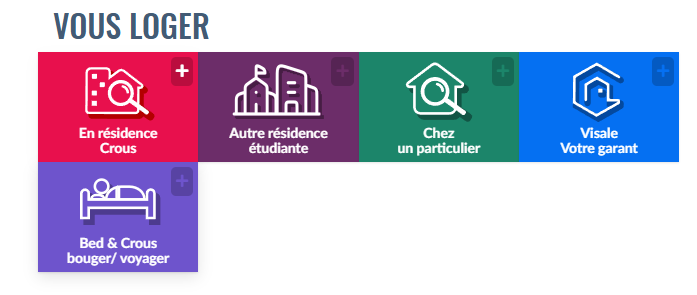 VOUS LOGER
+
En résidence
Crous
+
Autre résidence
étudiante
+
Chez
un particulier
+
Visale
Votre garant
+
Bed & Crous
bouger/ voyager